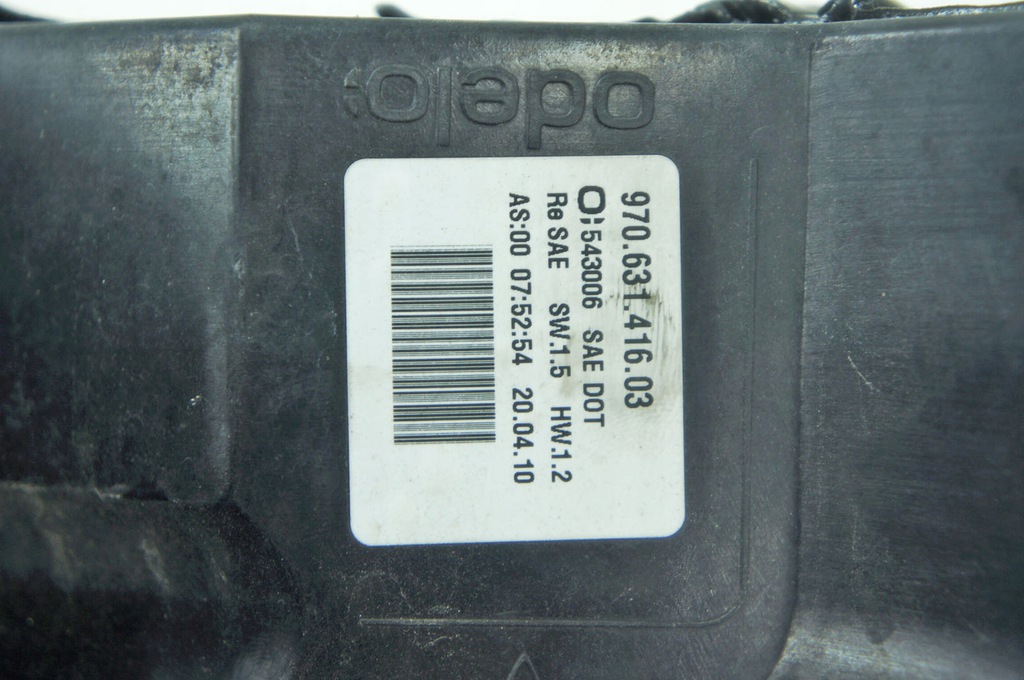 odelo
970.631.416.03
543006 SAE DOT
Re SAE SW.1.5 HW.1.2
AS:00 07:52:54 20.04.10